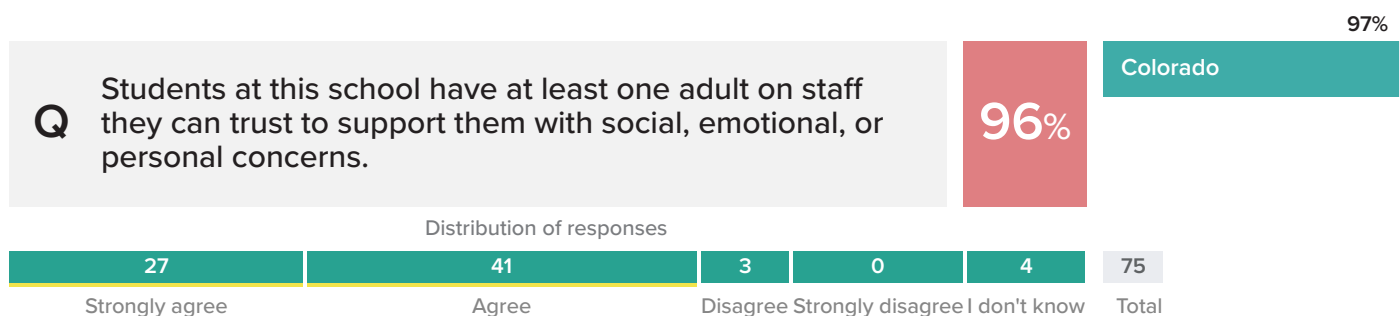 97%
Q
Students at this school have at least one adult on staff
they can trust to support them with social, emotional, or
personal concerns.
96%
Colorado
Distribution of responses
27 41 3 0 4 75
Strongly agree Agree Disagree Strongly disagree I don't know Total